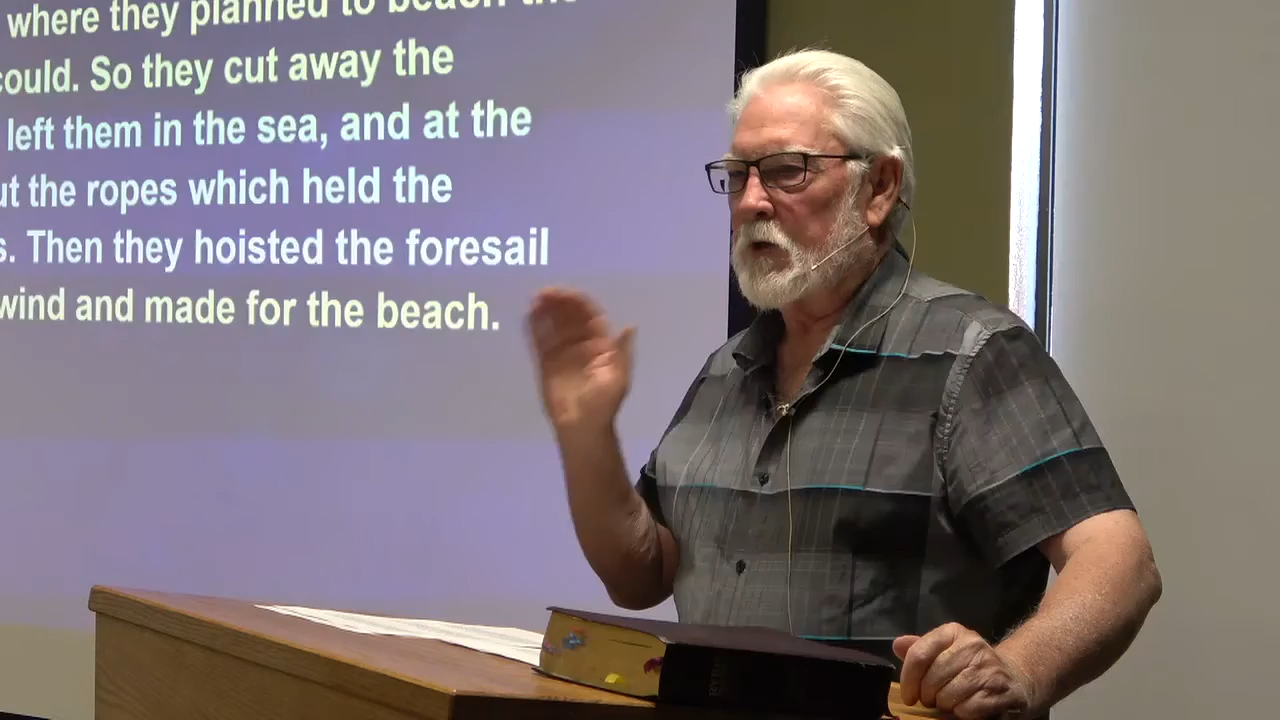 where they planned to beach the
could. So they cut away the
left them in the sea, and at the
ut the ropes which held the
s. Then they hoisted the foresail
wind and made for the beach.